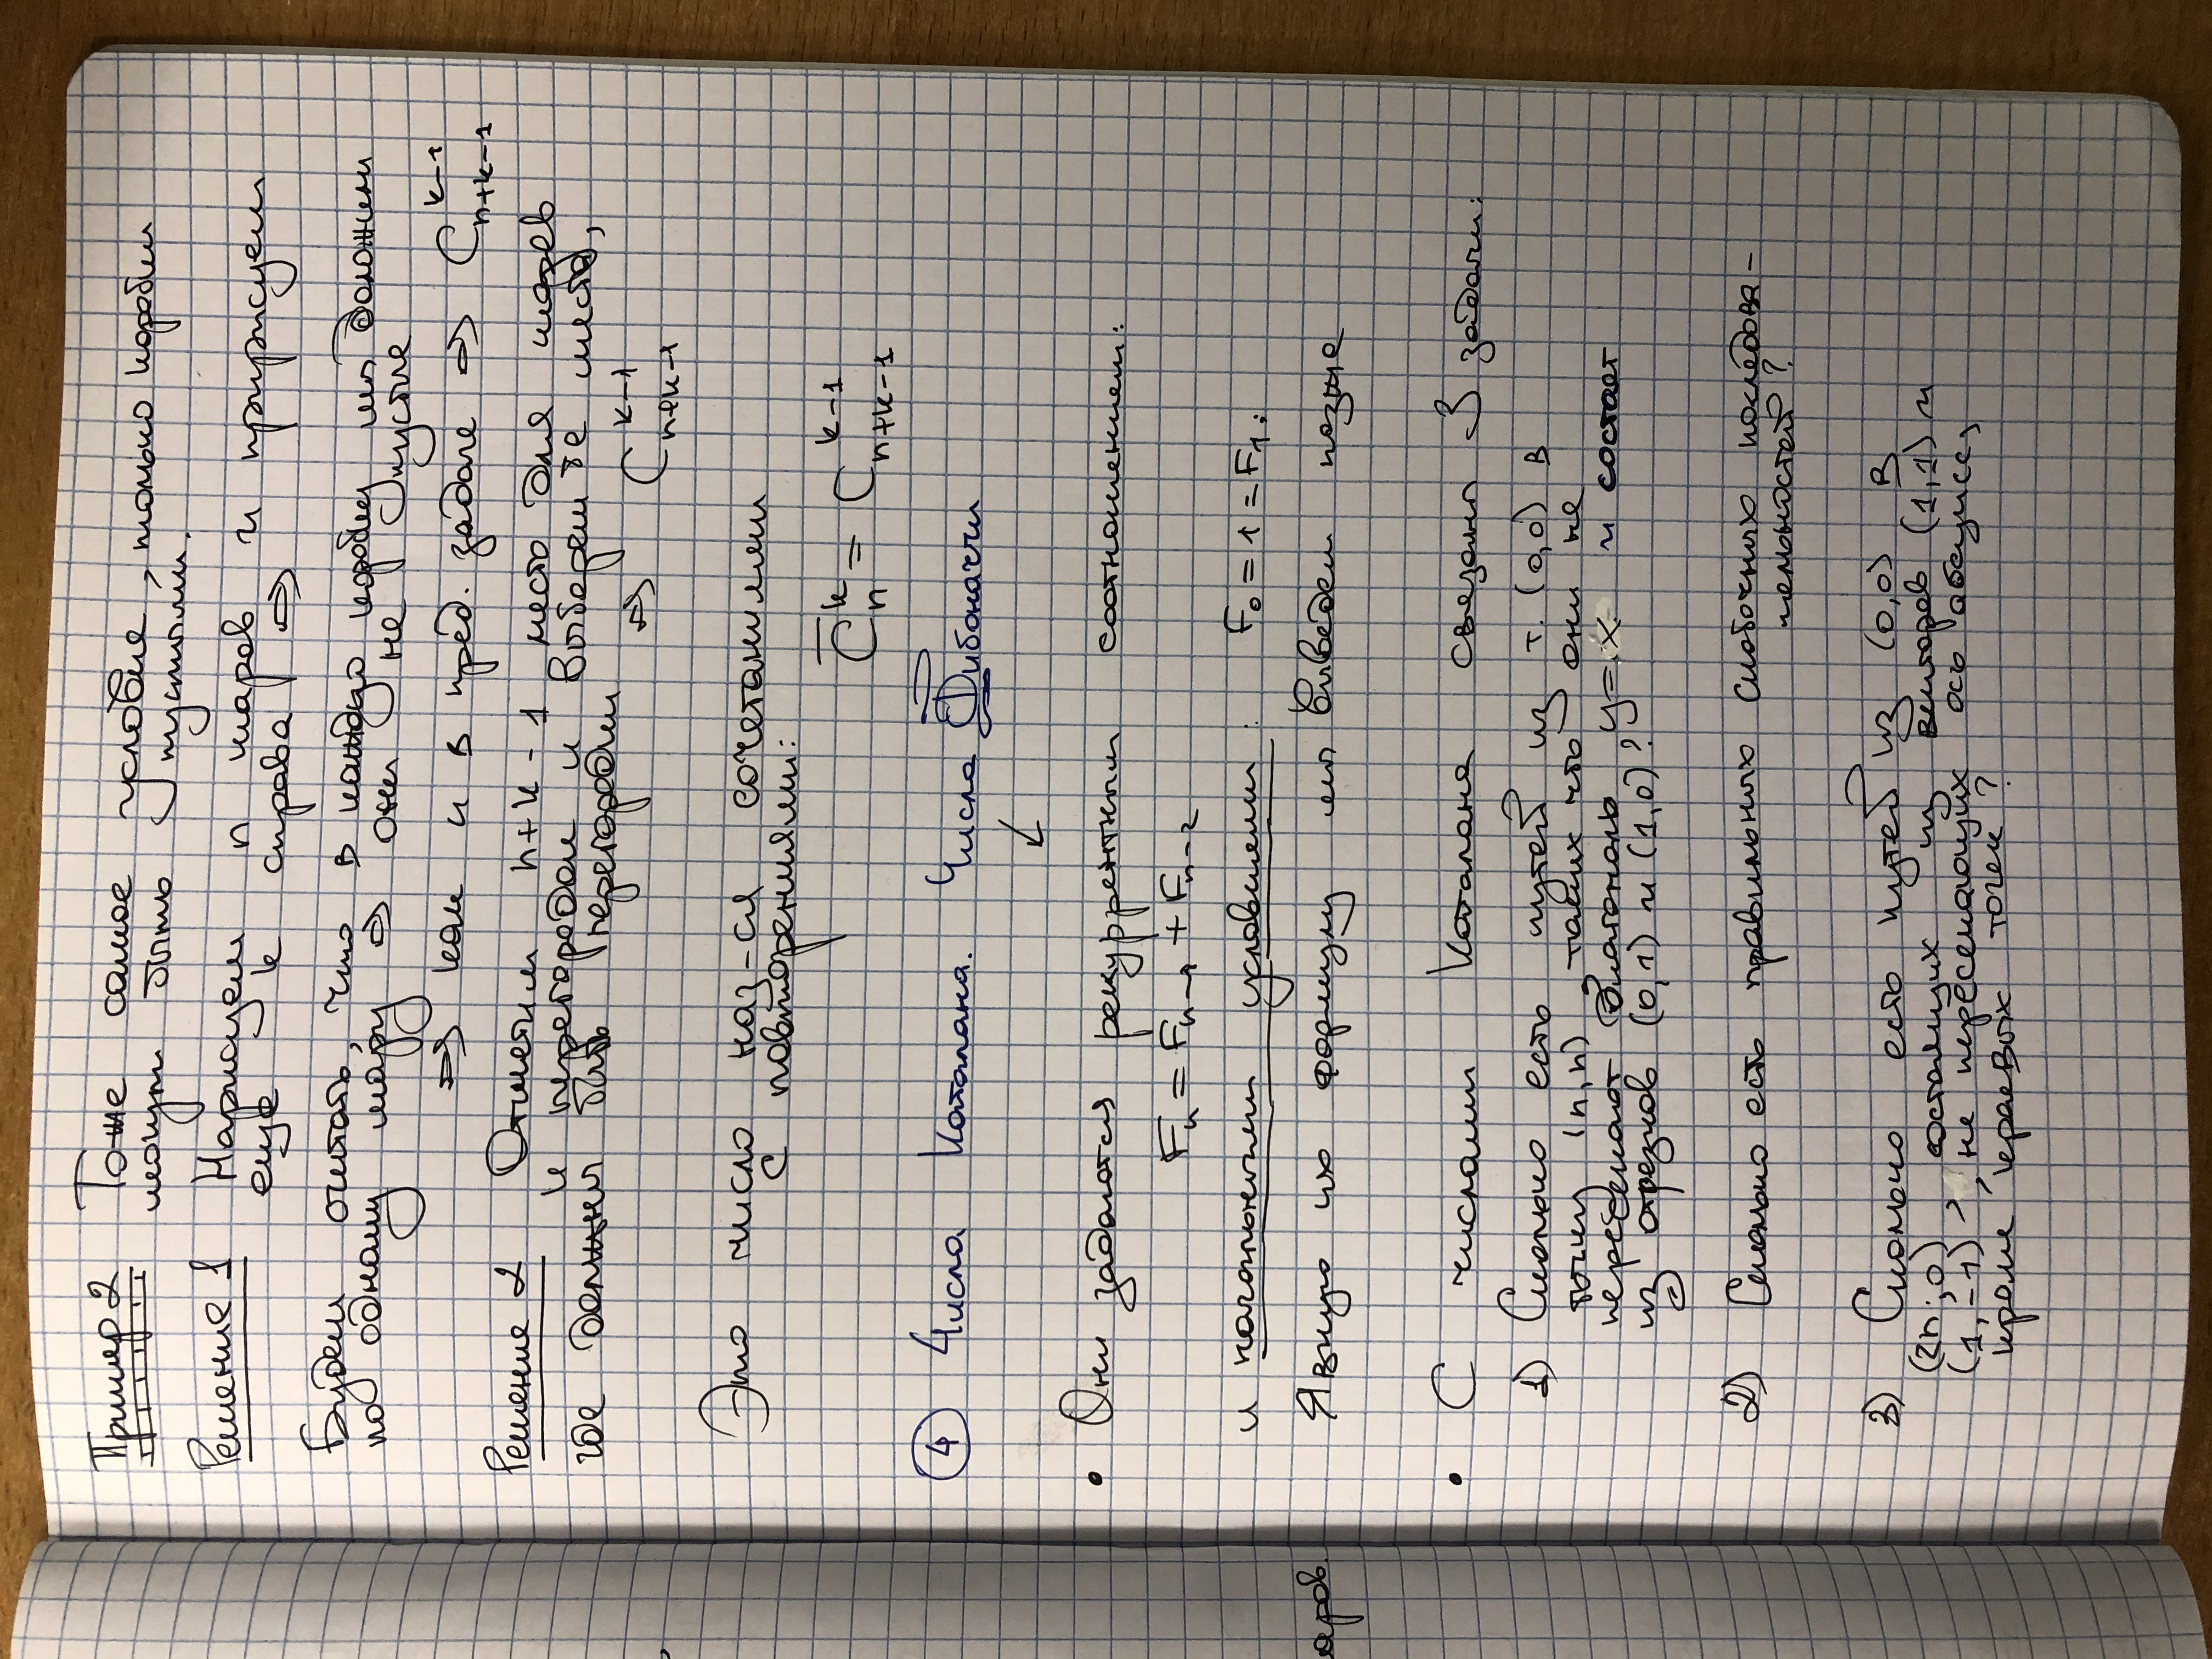 Пример 2 Тоже самое условие, только коробки
могут быть пустыми.
Решение 1 Нарисуем n шаров и пририсуем
еще k справа ⇒
Будем считать, что в каждую коробку мы доложили
по одному шару ⇒ они не пустые
⇒ как и в пред. задаче ⇒ C_{n+k-1}^{k-1}
Решение 2 Отметим n+k-1 место для шаров
и перегородок и выберем те места,
где должны быть перегородки
⇒ C_{n+k-1}^{k-1}
Это число наз-ся сочетаниями
с повторениями:
\overline{C}_n^k = C_{n+k-1}^{k-1}
4 Числа Каталана. Числа Фибоначчи
↙
• Они задаются рекуррентным соотношением:
F_n = F_{n-1} + F_{n-2}
и начальными условиями: F_0 = 1 = F_1.
Явную их формулу мы выведем позже
аров.
• С числами Каталана связаны 3 задачи:
1) Сколько есть путей из т. (0,0) в
точку (n,n), таких что они не
пересекают диагональ y=x и состоят
из отрезков (0,1) и (1,0)?
2) Сколько есть правильных скобочных последова-
тельностей?
3) Сколько есть путей из (0,0) в
(2n;0), состоящих из векторов (1,1) и
(1,-1), не пересекающих ось абсцисс,
кроме краевых точек?